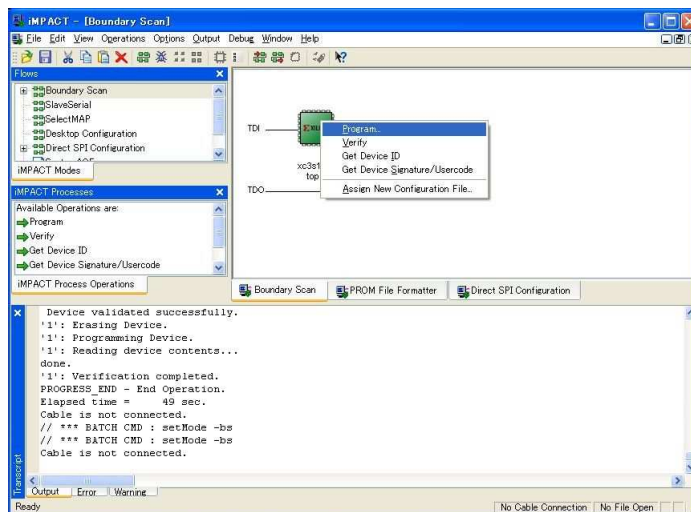 iMPACT - [Boundary Scan]
File Edit View Operations Options Output Debug Window Help
Flows
Boundary Scan
SlaveSerial
SelectMAP
Desktop Configuration
Direct SPI Configuration
iMPACT Modes
iMPACT Processes
Available Operations are:
Program
Verify
Get Device ID
Get Device Signature/Usercode
iMPACT Process Operations
TDI
TDO
xc3s1
top
Program...
Verify
Get Device ID
Get Device Signature/Usercode
Assign New Configuration File...
Boundary Scan
PROM File Formatter
Direct SPI Configuration
Device validated successfully.
'1': Erasing Device.
'1': Programming Device.
'1': Reading device contents...
done.
'1': Verification completed.
PROGRESS_END - End Operation.
Elapsed time = 49 sec.
Cable is not connected.
// *** BATCH CMD : setMode -bs
// *** BATCH CMD : setMode -bs
Cable is not connected.
Transcript
Output Error Warning
Ready
No Cable Connection No File Open